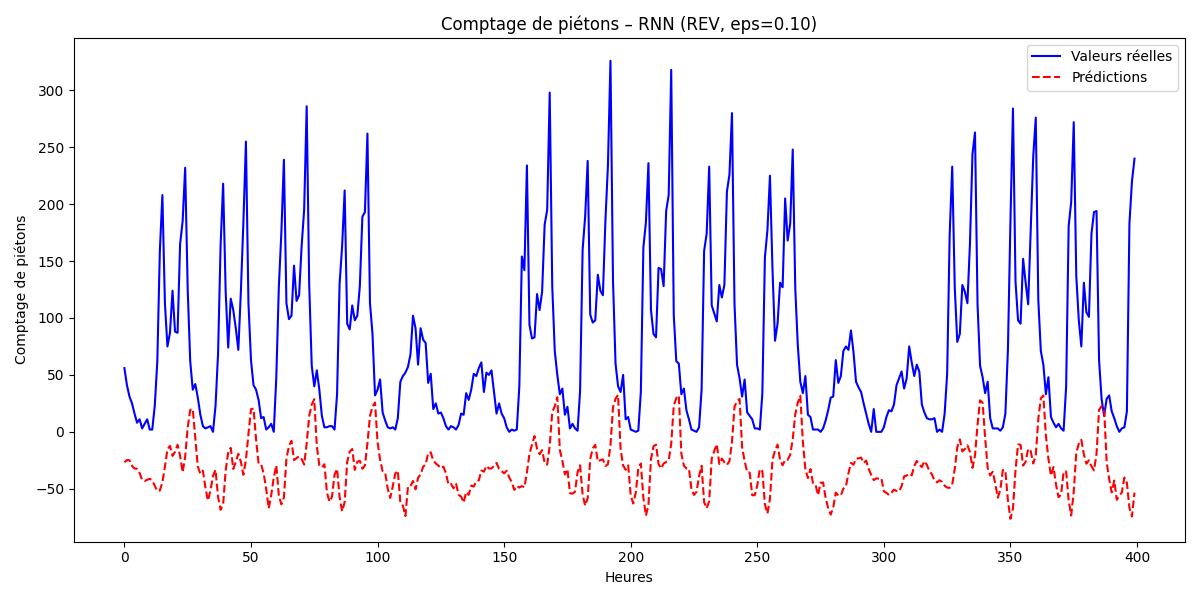 Comptage de piétons – RNN (REV, eps=0.10)
Valeurs réelles
Prédictions
Comptage de piétons
300
250
200
150
100
50
0
−50
0 50 100 150 200 250 300 350 400
Heures